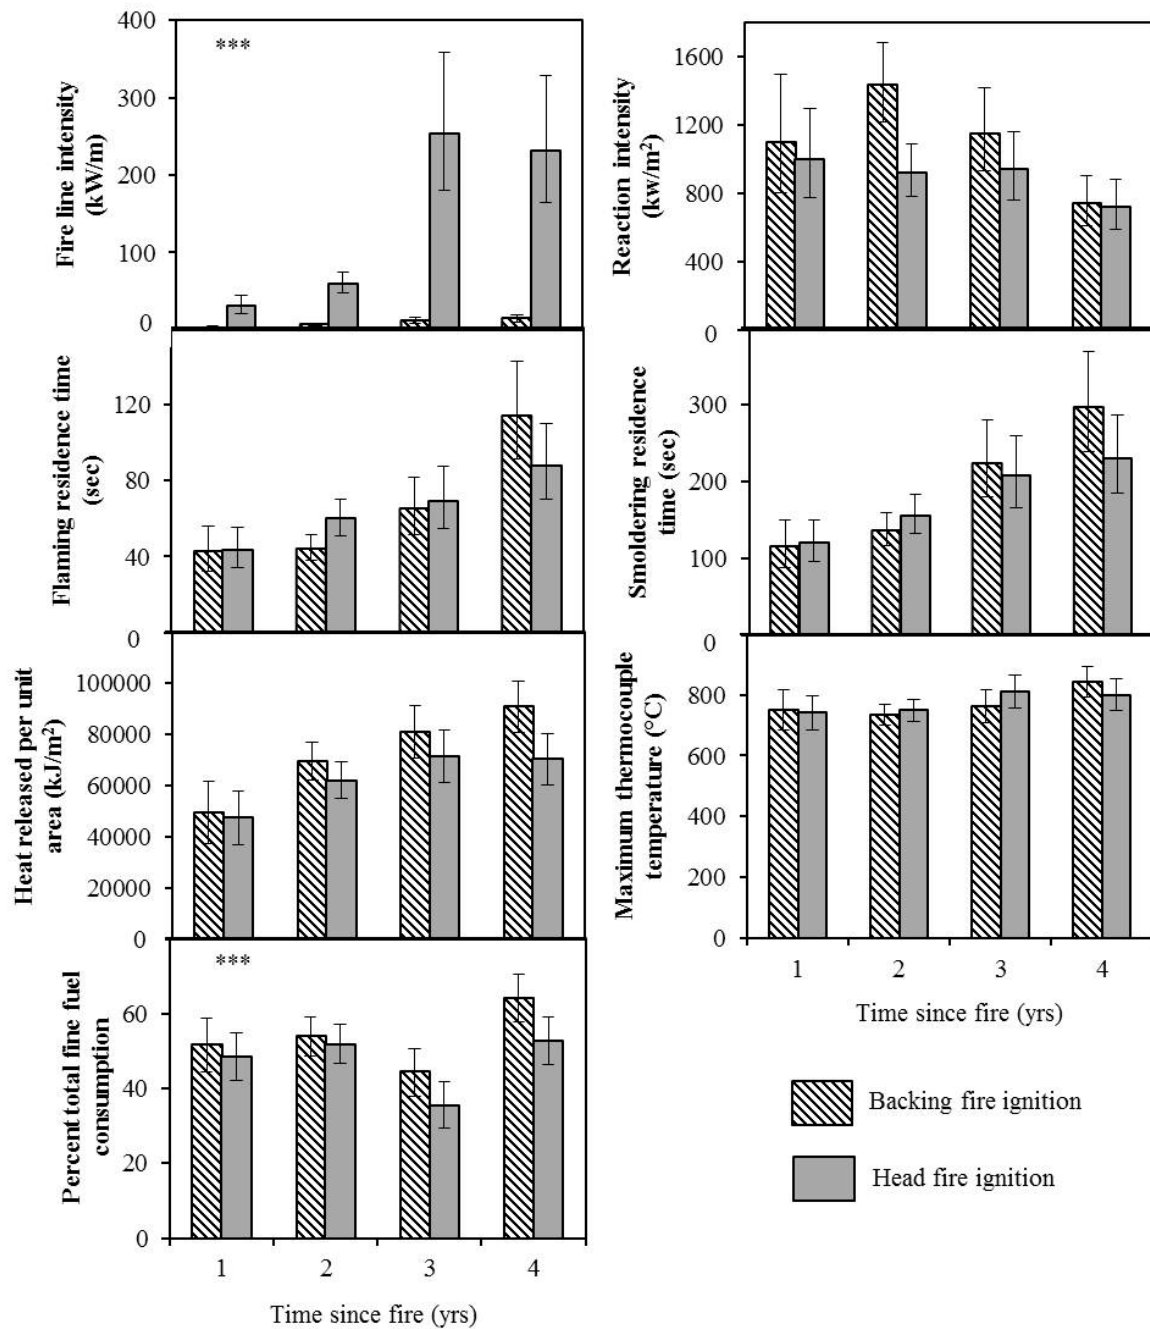 Fire line intensity
(kW/m)
400
300
200
100
0
***
Reaction intensity
(kw/m²)
1600
1200
800
400
0
Flaming residence time
(sec)
120
80
40
0
Smoldering residence
time (sec)
300
200
100
0
Heat released per unit
area (kJ/m²)
100000
80000
60000
40000
20000
0
Maximum thermocouple
temperature (°C)
800
600
400
200
0
1 2 3 4
Time since fire (yrs)
Percent total fine fuel
consumption
***
60
40
20
0
1 2 3 4
Time since fire (yrs)
Backing fire ignition
Head fire ignition